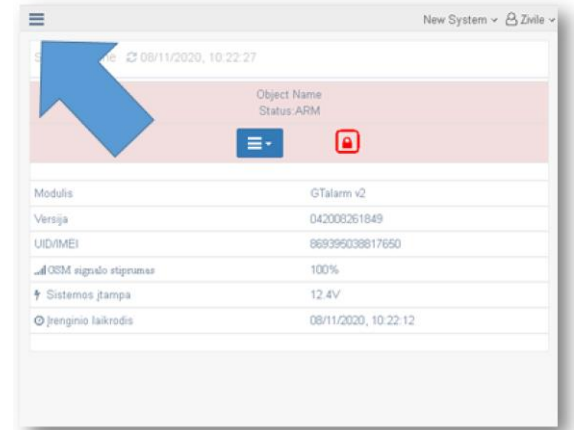 New System Zivile
08/11/2020, 10:22:27
Object Name
Status:ARM
Modulis GTalarm v2
Versija 042008261849
UID/IMEI 869395038817650
GSM signalo stiprumas 100%
Sistemos įtampa 12.4V
Įrenginio laikrodis 08/11/2020, 10:22:12